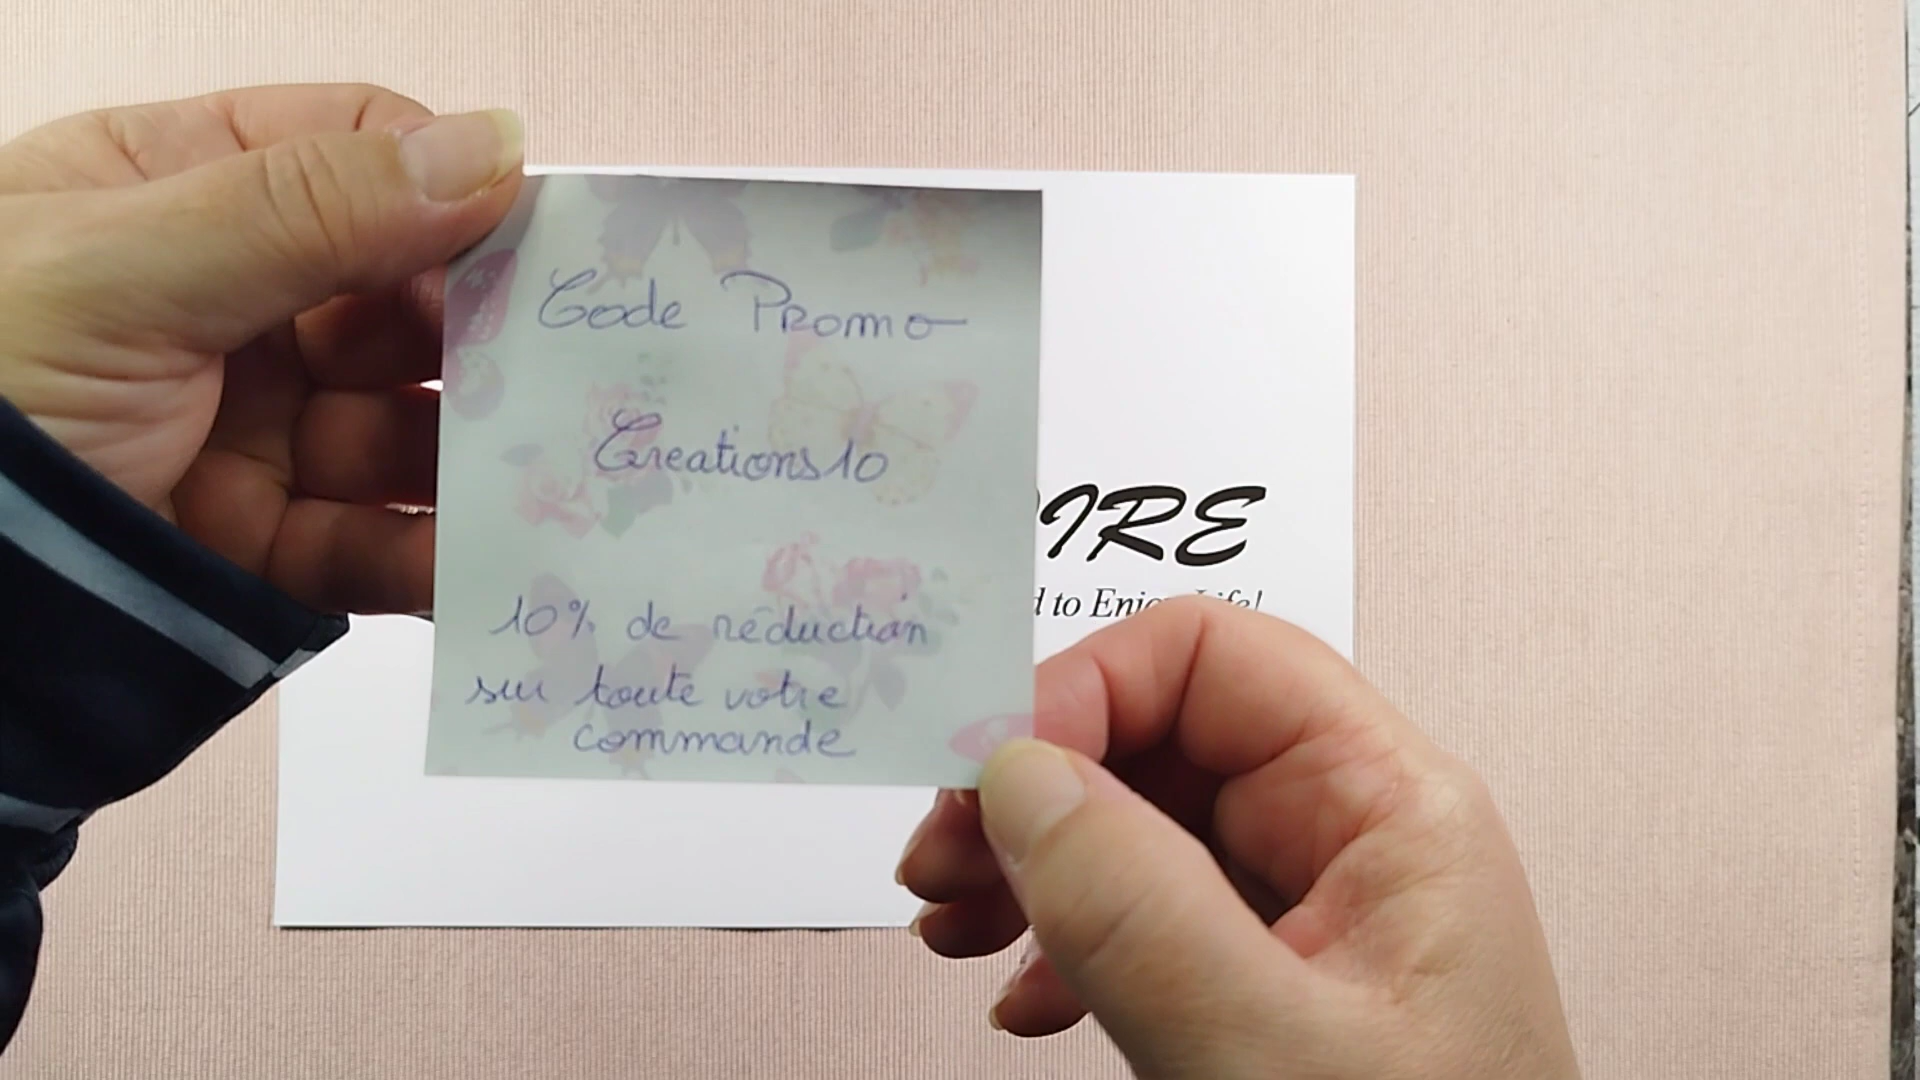 Code Promo
Creations10
10% de réduction
sur toute votre
commande
IRE
to Enjoy Life!